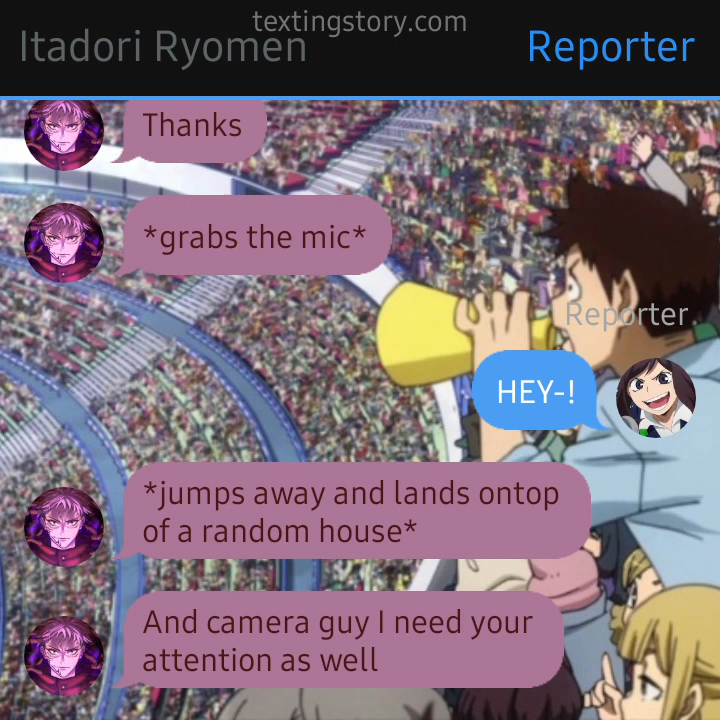 textingstory.com
Itadori Ryomen
Reporter
Thanks
*grabs the mic*
Reporter
HEY-!
*jumps away and lands ontop
of a random house*
And camera guy I need your
attention as well